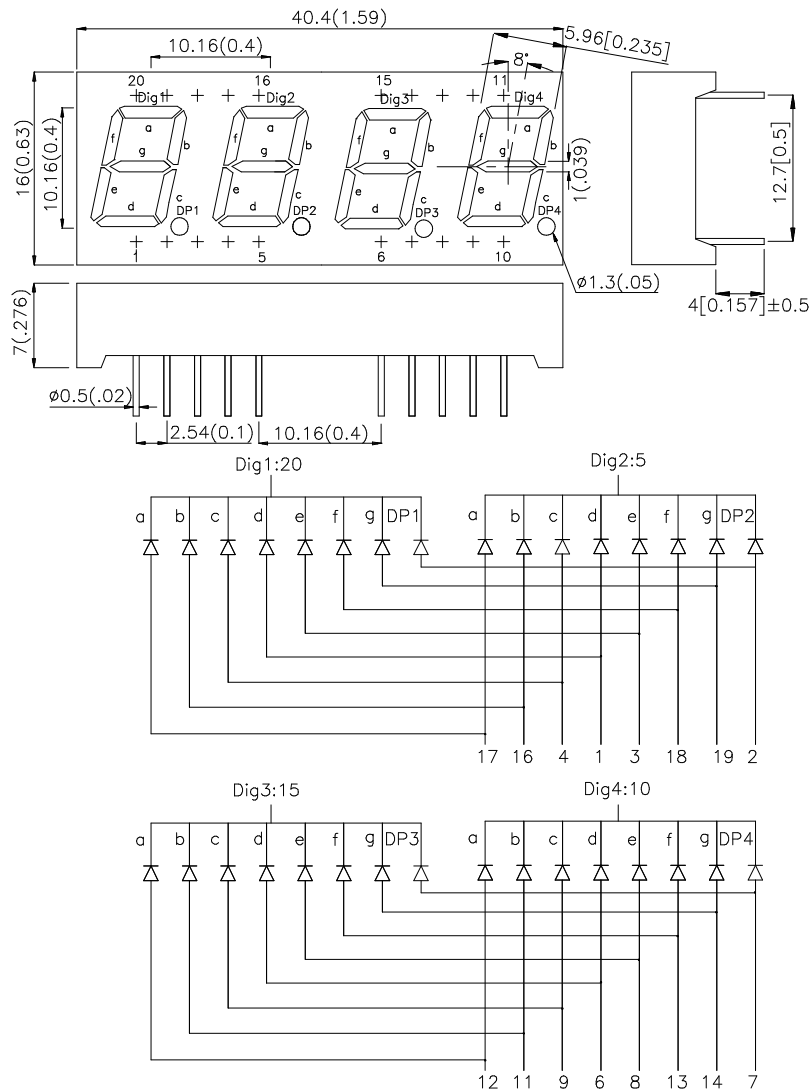 40.4(1.59)
10.16(0.4)
5.96[0.235]
8°
20 16 15 11
Dig1 Dig2 Dig3 Dig4
16(0.63)
10.16(0.4)
a a a a
f b f b f b f b
g g g g
1(.039)
12.7[0.5]
e c e c e c e c
d d d d
DP1 DP2 DP3 DP4
1 5 6 10
ø1.3(.05)
4[0.157]±0.5
7(.276)
ø0.5(.02)
2.54(0.1) 10.16(0.4)
Dig1:20 Dig2:5
a b c d e f g DP1 a b c d e f g DP2
17 16 4 1 3 18 19 2
Dig3:15 Dig4:10
a b c d e f g DP3 a b c d e f g DP4
12 11 9 6 8 13 14 7